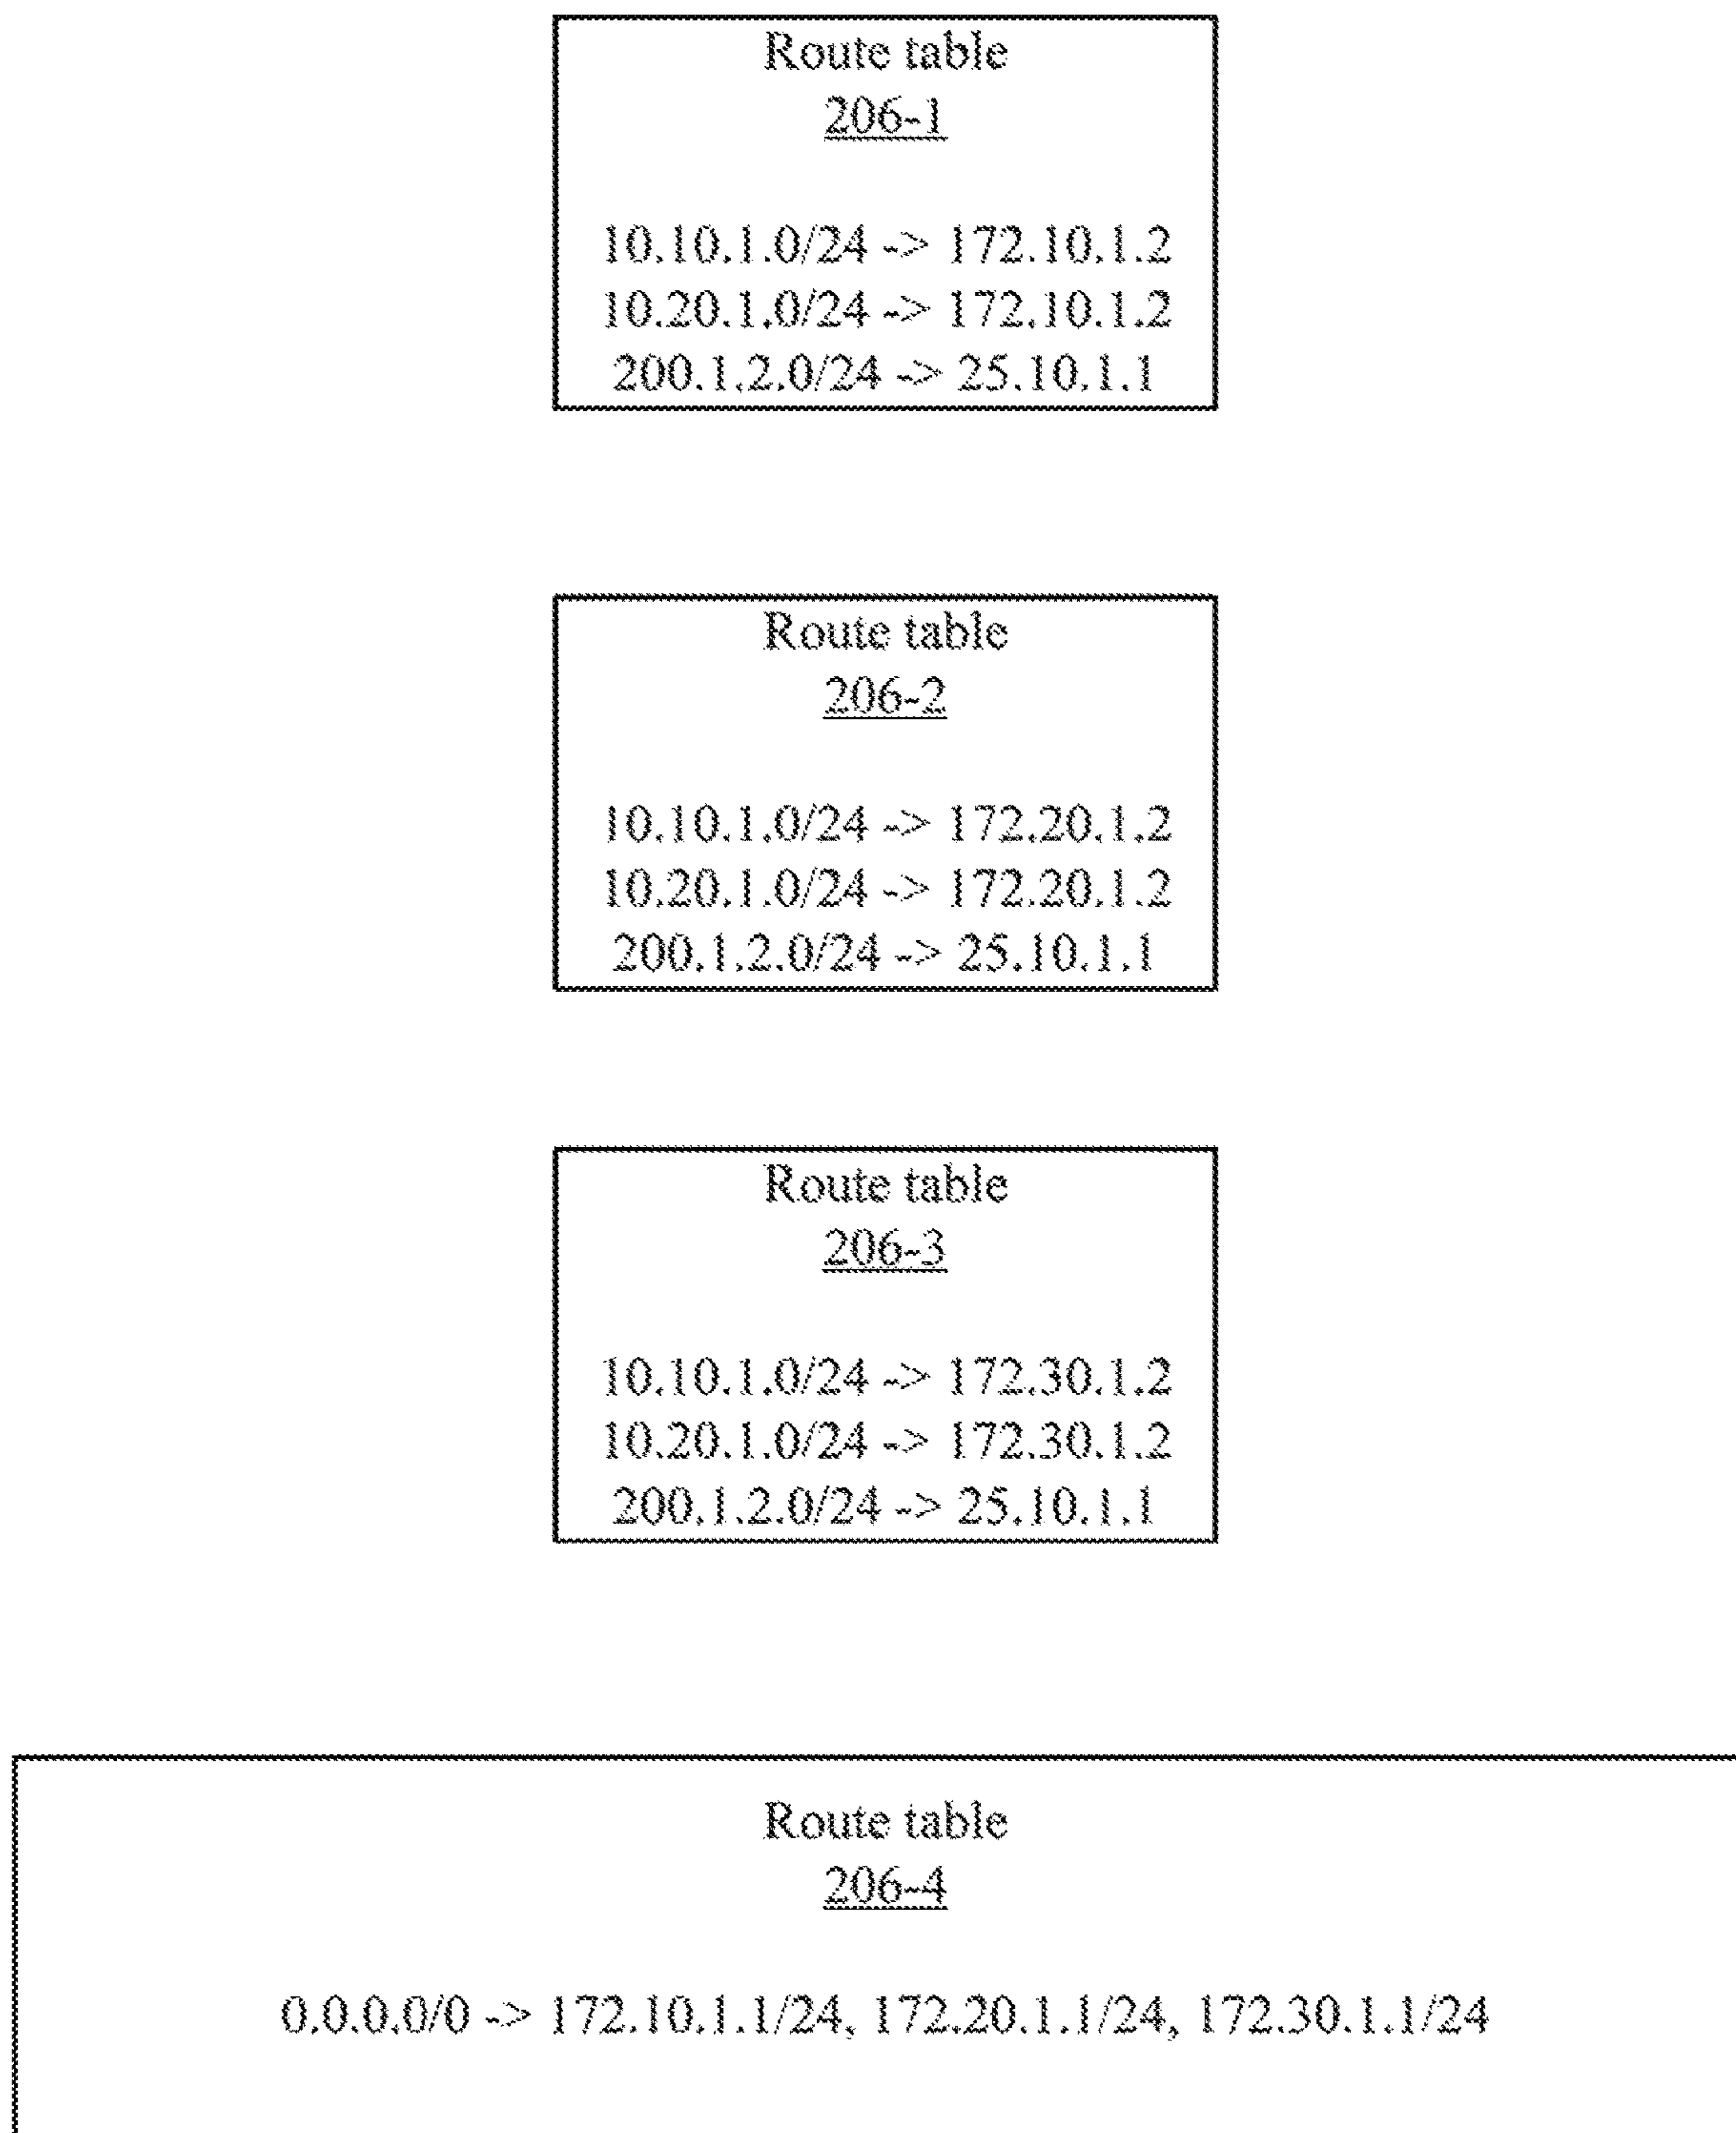 Route table
206-1
10.10.1.0/24 -> 172.10.1.2
10.20.1.0/24 -> 172.10.1.2
200.1.2.0/24 -> 25.10.1.1
Route table
206-2
10.10.1.0/24 -> 172.20.1.2
10.20.1.0/24 -> 172.20.1.2
200.1.2.0/24 -> 25.10.1.1
Route table
206-3
10.10.1.0/24 -> 172.30.1.2
10.20.1.0/24 -> 172.30.1.2
200.1.2.0/24 -> 25.10.1.1
Route table
206-4
0.0.0.0/0 -> 172.10.1.1/24, 172.20.1.1/24, 172.30.1.1/24